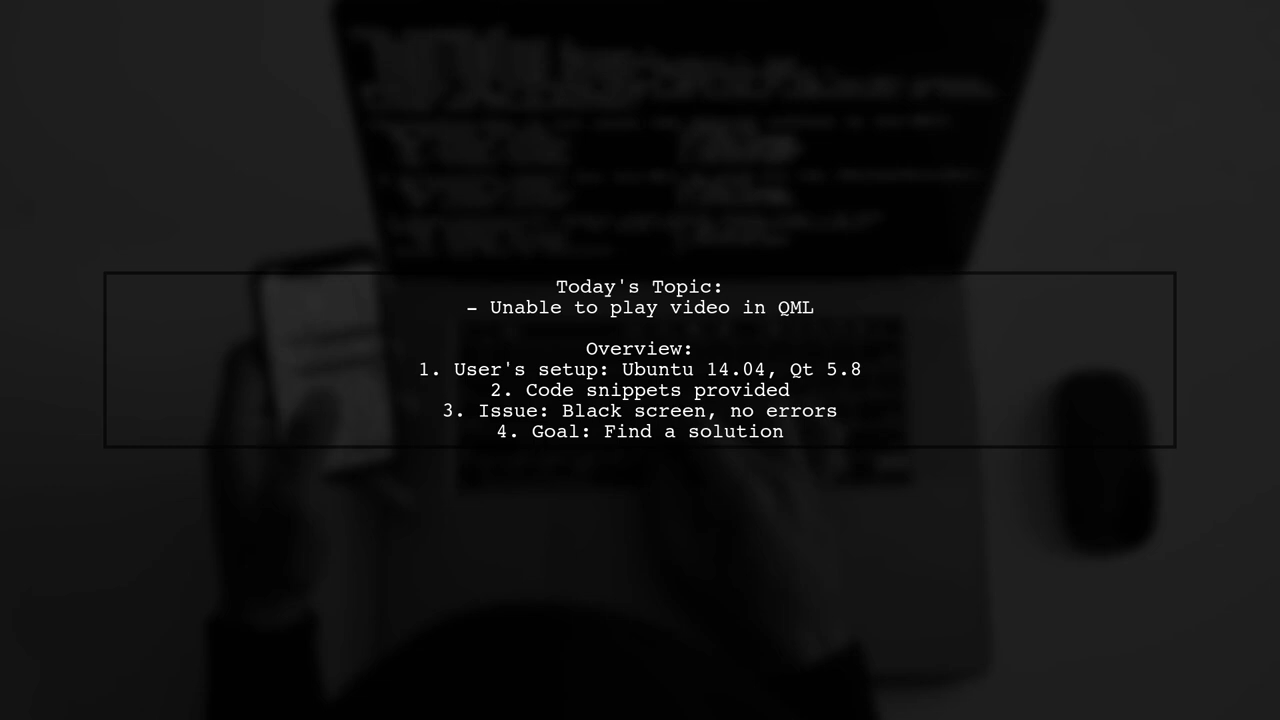 Today's Topic:
- Unable to play video in QML
Overview:
1. User's setup: Ubuntu 14.04, Qt 5.8
2. Code snippets provided
3. Issue: Black screen, no errors
4. Goal: Find a solution